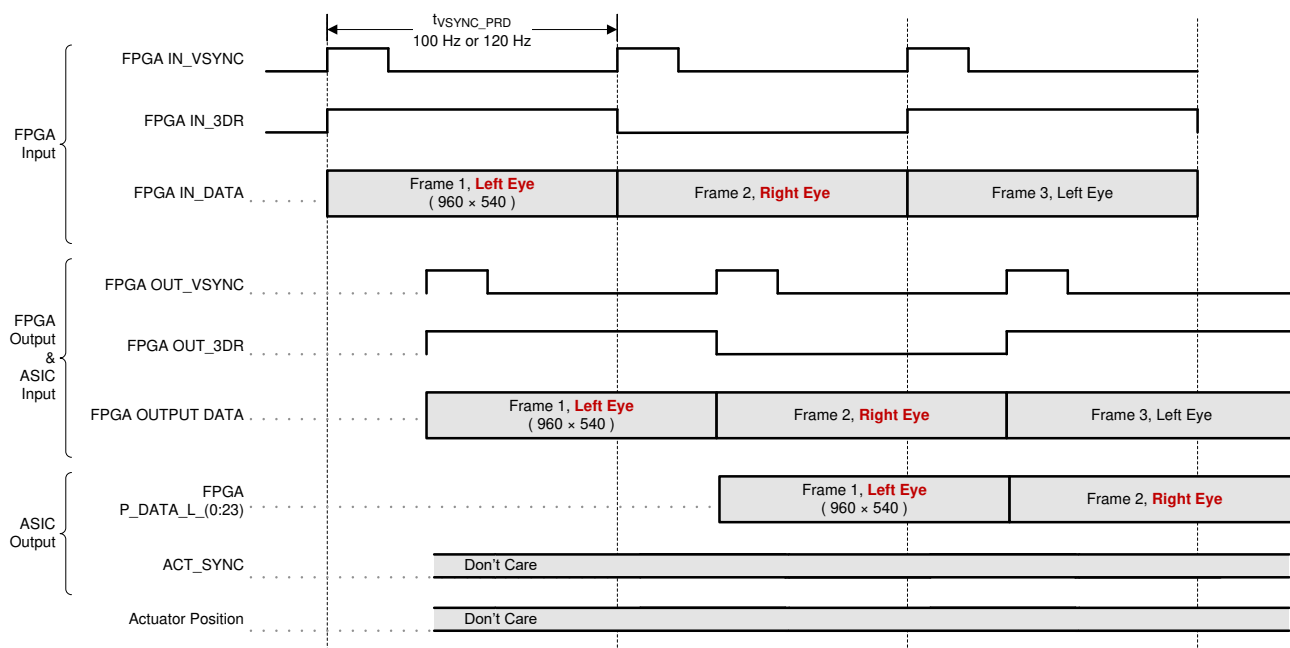 tVSYNC_PRD
100 Hz or 120 Hz
FPGA IN_VSYNC
FPGA IN_3DR
FPGA
Input
FPGA IN_DATA
Frame 1, Left Eye
( 960 × 540 )
Frame 2, Right Eye
Frame 3, Left Eye
FPGA OUT_VSYNC
FPGA
Output
&
ASIC
Input
FPGA OUT_3DR
FPGA OUTPUT DATA
Frame 1, Left Eye
( 960 × 540 )
Frame 2, Right Eye
Frame 3, Left Eye
FPGA
P_DATA_L_(0:23)
Frame 1, Left Eye
( 960 × 540 )
Frame 2, Right Eye
ASIC
Output
ACT_SYNC
Don't Care
Actuator Position
Don't Care